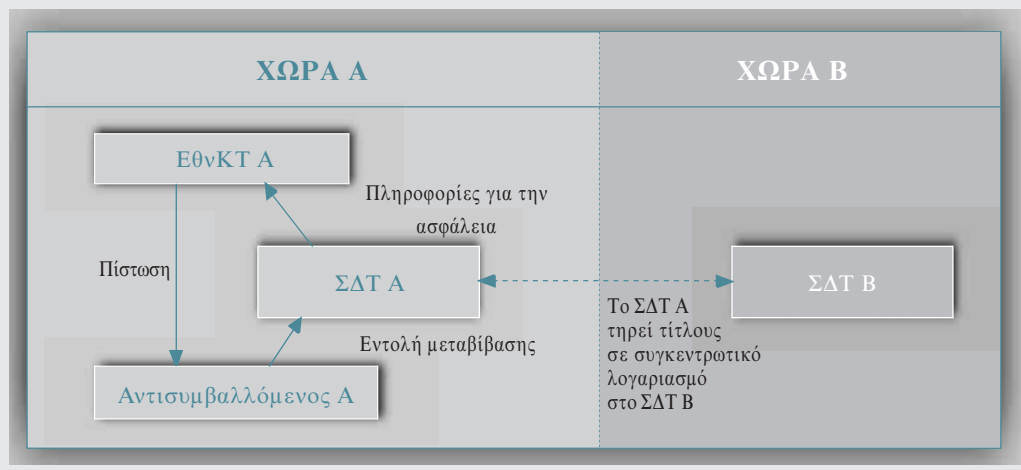 ΧΩΡΑ Α
ΧΩΡΑ Β
ΕθνΚΤ Α
Πληροφορίες για την
ασφάλεια
Πίστωση
ΣΔΤ Α
ΣΔΤ Β
Το ΣΔΤ Α
τηρεί τίτλους
σε συγκεντρωτικό
λογαριασμό
στο ΣΔΤ Β
Εντολή μεταβίβασης
Αντισυμβαλλόμενος Α